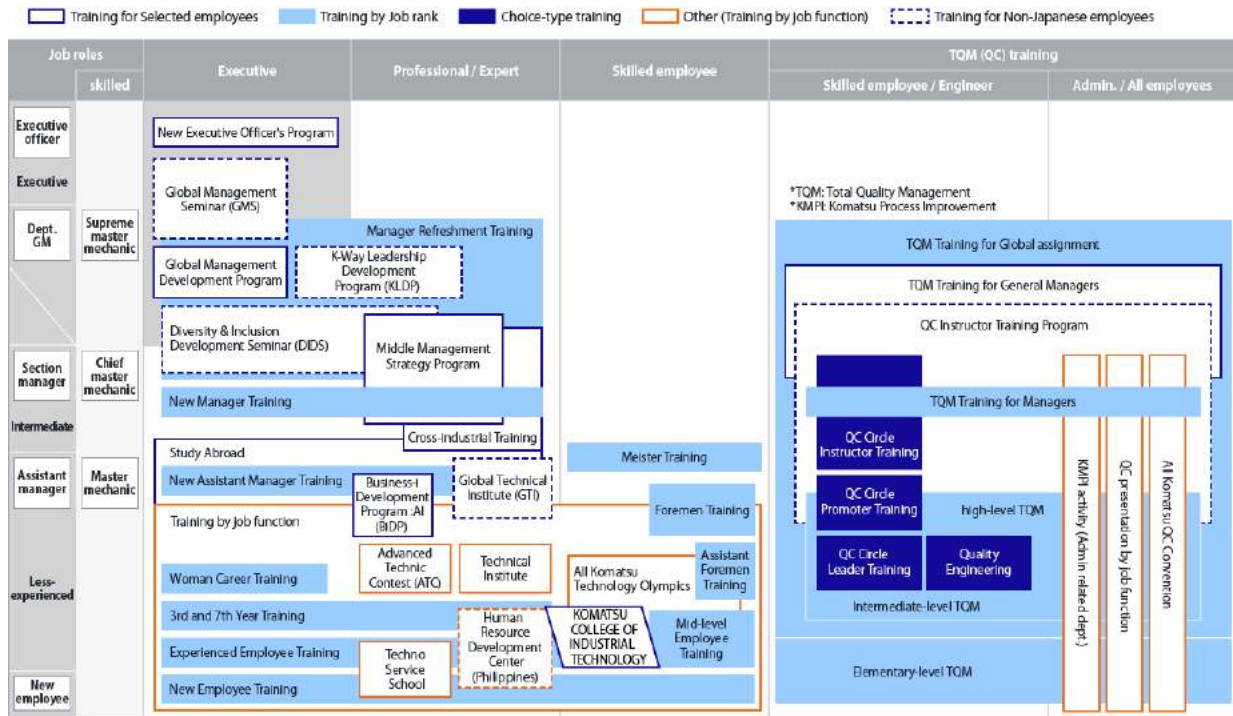 Training for Selected employees
Training by Job rank
Choice-type training
Other (Training by job function)
Training for Non-Japanese employees
Job roles
skilled
Executive
Professional / Expert
Skilled employee
TQM (QC) training
Skilled employee / Engineer
Admin. / All employees
Executive
officer
Executive
Dept.
GM
Supreme
master
mechanic
Section
manager
Chief
master
mechanic
Intermediate
Assistant
manager
Master
mechanic
Less-
experienced
New
employee
New Executive Officer's Program
Global Management
Seminar (GMS)
Manager Refreshment Training
Global Management
Development Program
K-Way Leadership
Development
Program (KLDP)
Diversity & Inclusion
Development Seminar (DIDS)
Middle Management
Strategy Program
New Manager Training
Cross-industrial Training
Study Abroad
New Assistant Manager Training
Business-i
Development
Program :AI
(BIDP)
Global Technical
Institute (GTI)
Meister Training
Foremen Training
Training by job function
Advanced
Technic
Contest (ATC)
Technical
Institute
All Komatsu
Technology Olympics
Assistant
Foremen
Training
Woman Career Training
3rd and 7th Year Training
Human
Resource
Development
Center
(Philippines)
KOMATSU
COLLEGE OF
INDUSTRIAL
TECHNOLOGY
Mid-level
Employee
Training
Experienced Employee Training
Techno
Service
School
New Employee Training
*TQM: Total Quality Management
*KMPI: Komatsu Process Improvement
TQM Training for Global assignment
TQM Training for General Managers
QC Instructor Training Program
TQM Training for Managers
QC Circle
Instructor Training
QC Circle
Promoter Training
high-level TQM
QC Circle
Leader Training
Quality
Engineering
Intermediate-level TQM
Elementary-level TQM
KMPI activity (Admin related dept.)
QC presentation by job function
All Komatsu QC Convention